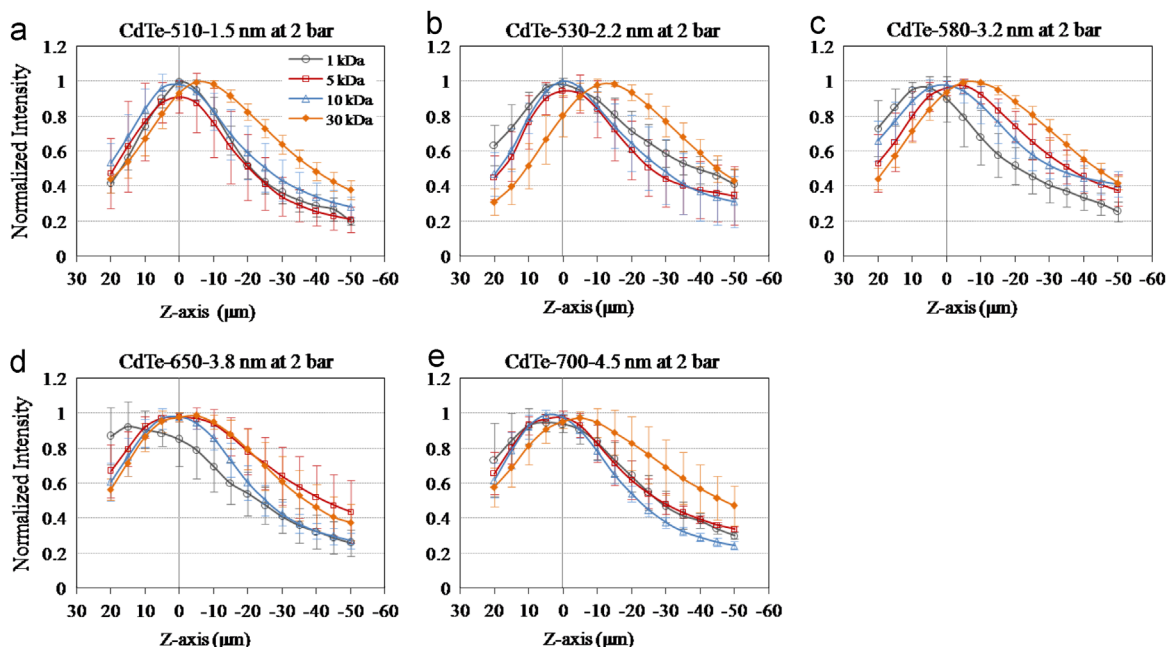 a
CdTe-510-1.5 nm at 2 bar
Normalized Intensity
1.2
1
0.8
0.6
0.4
0.2
0
1 kDa
5 kDa
10 kDa
30 kDa
30 20 10 0 -10 -20 -30 -40 -50 -60
Z-axis (μm)
b
CdTe-530-2.2 nm at 2 bar
1.2
1
0.8
0.6
0.4
0.2
0
30 20 10 0 -10 -20 -30 -40 -50 -60
Z-axis (μm)
c
CdTe-580-3.2 nm at 2 bar
1.2
1
0.8
0.6
0.4
0.2
0
30 20 10 0 -10 -20 -30 -40 -50 -60
Z-axis (μm)
d
CdTe-650-3.8 nm at 2 bar
Normalized Intensity
1.2
1
0.8
0.6
0.4
0.2
0
30 20 10 0 -10 -20 -30 -40 -50 -60
Z-axis (μm)
e
CdTe-700-4.5 nm at 2 bar
1.2
1
0.8
0.6
0.4
0.2
0
30 20 10 0 -10 -20 -30 -40 -50 -60
Z-axis (μm)